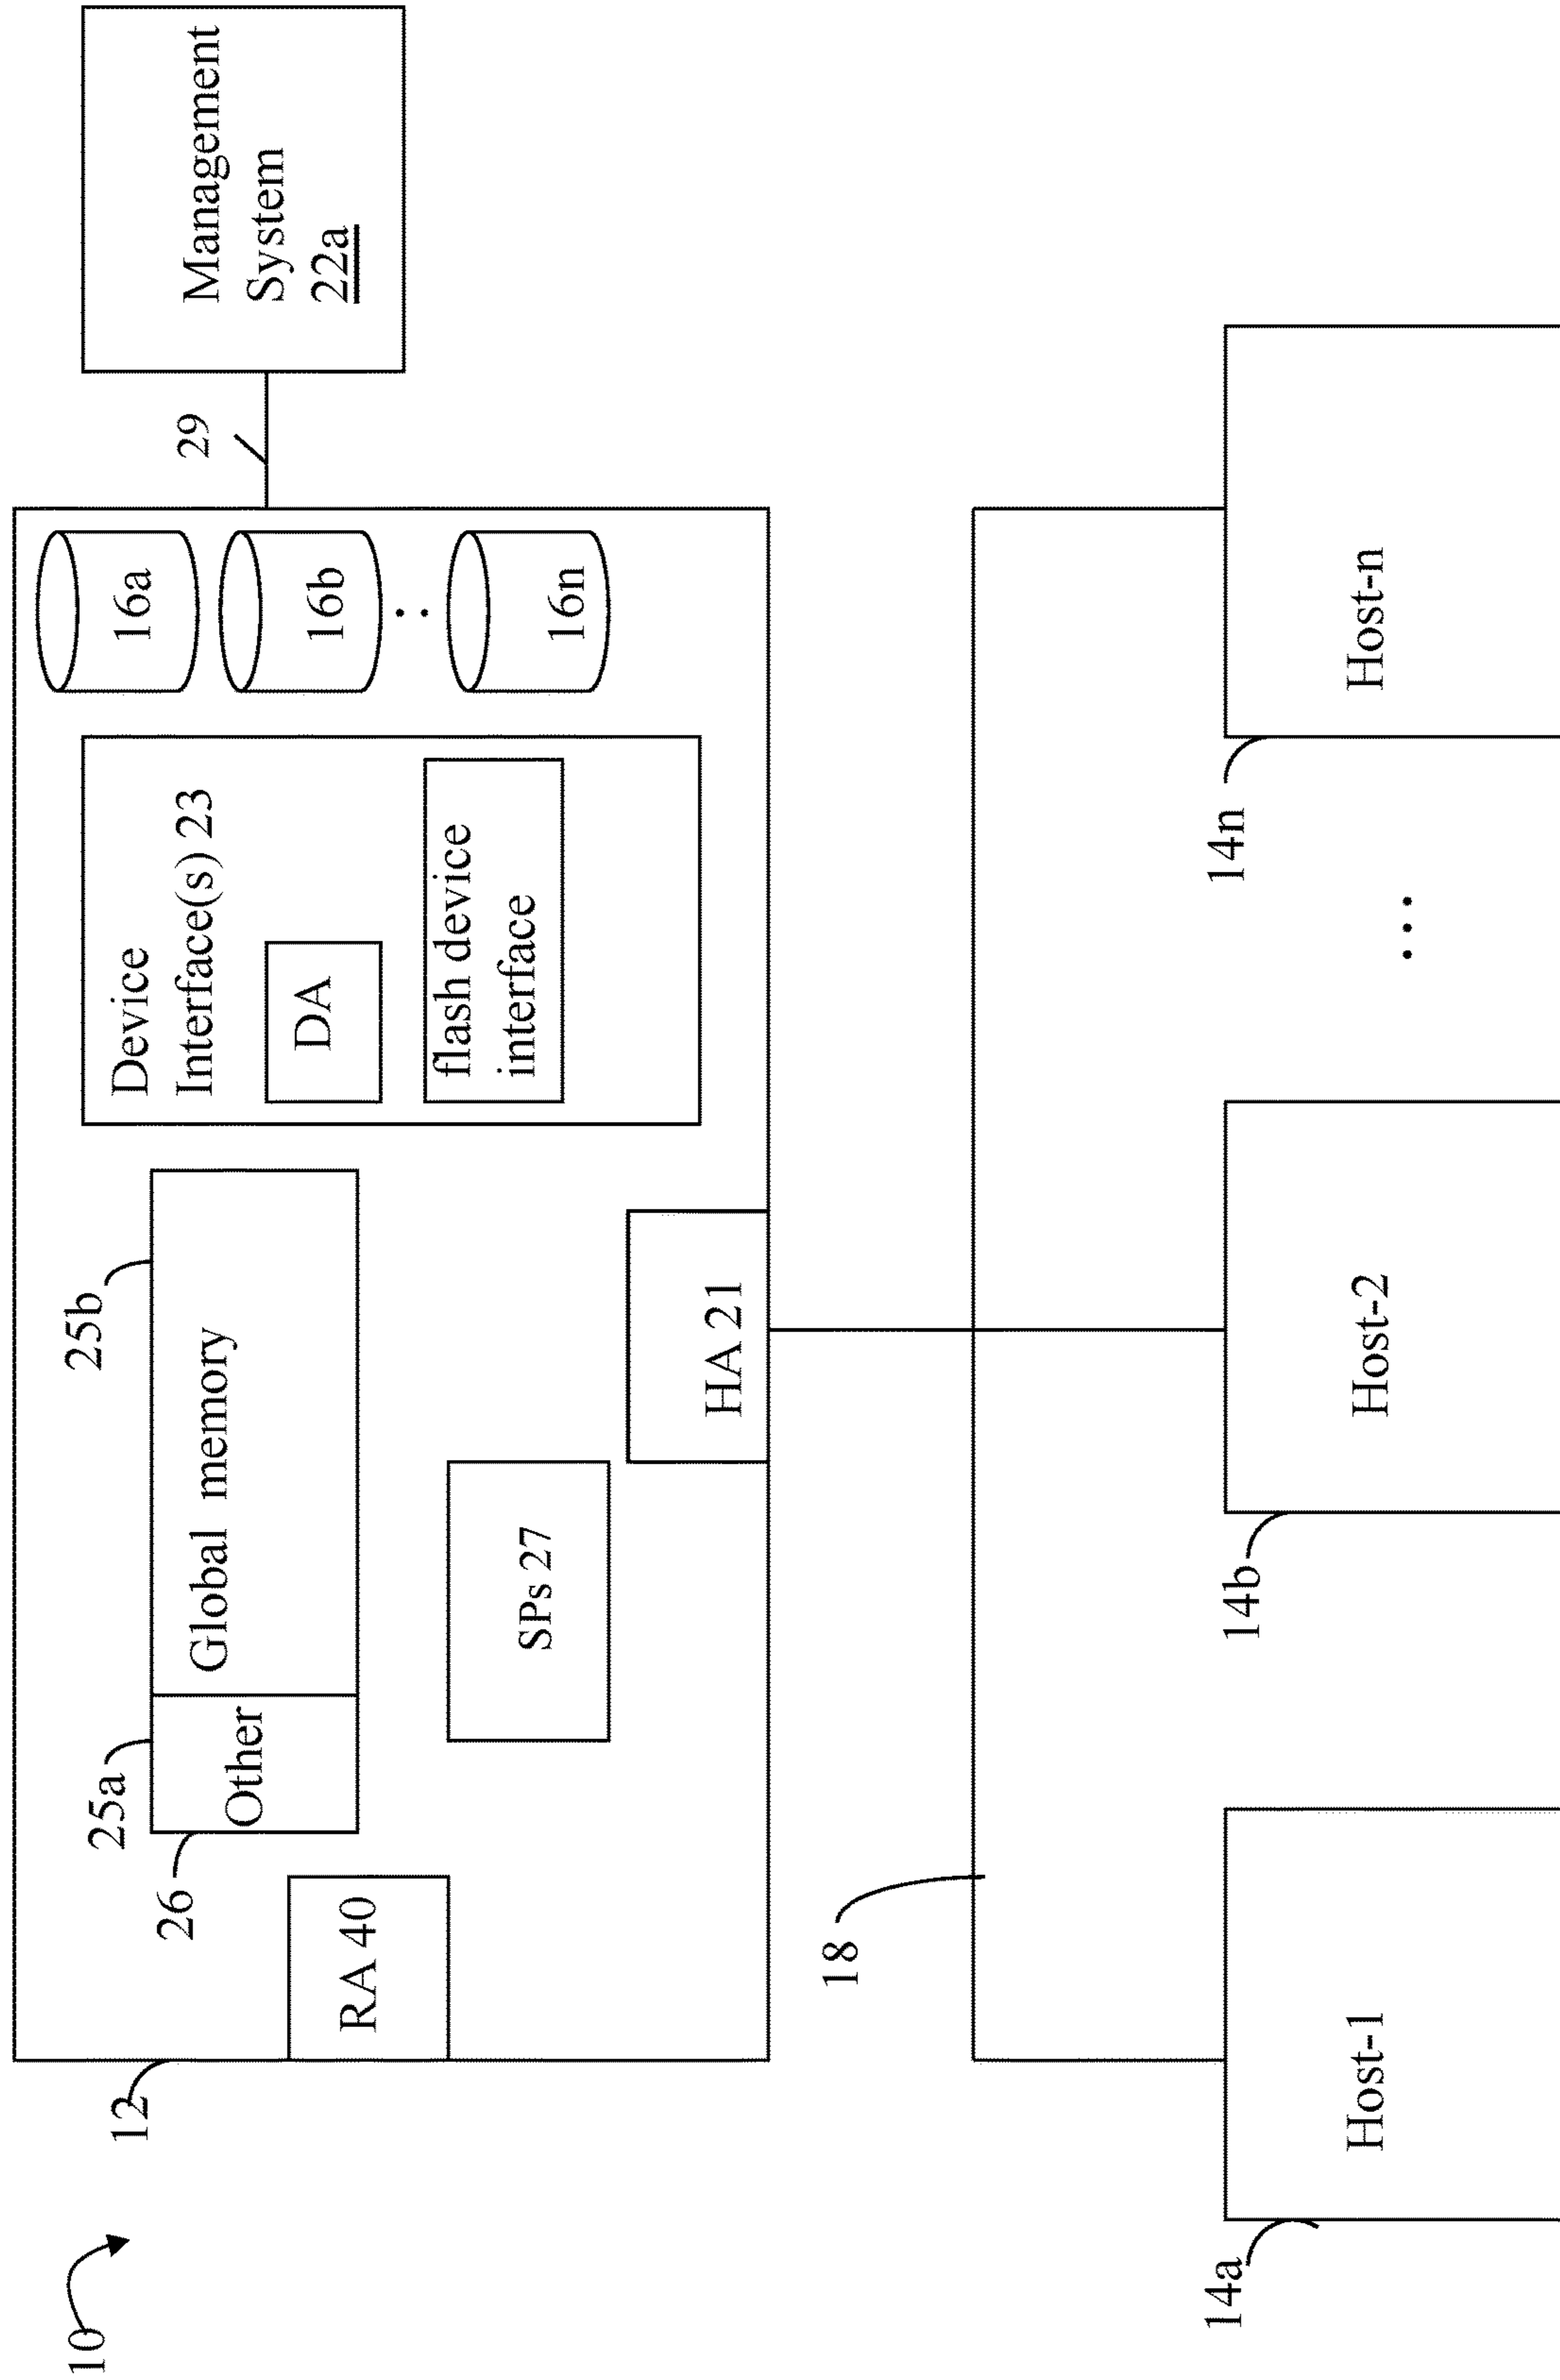 10
12
25a
25b
26
Other
Global memory
RA 40
SPs 27
HA 21
Device
Interface(s) 23
DA
flash device
interface
16a
16b
16n
29
Management
System
22a
18
14a
Host-1
14b
Host-2
...
14n
Host-n